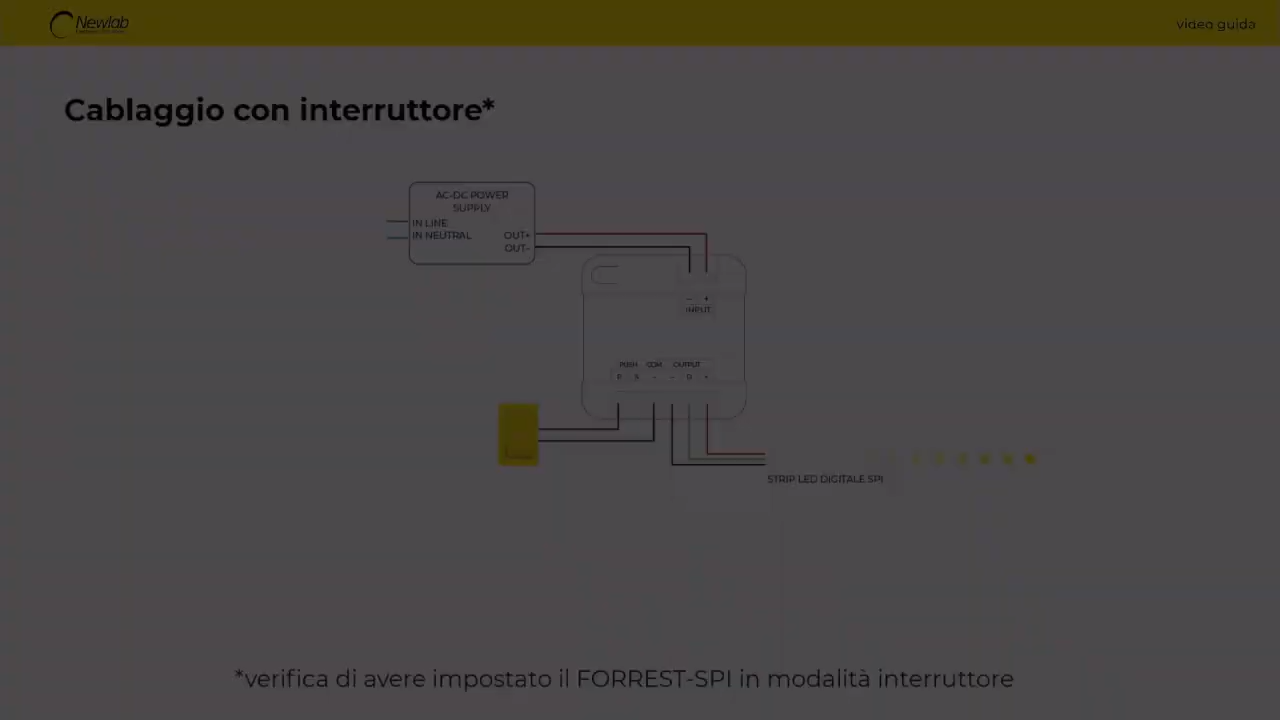 Newlab
video guida
Cablaggio con interruttore*
AC-DC POWER
SUPPLY
IN LINE
IN NEUTRAL
OUT+
OUT-
- +
INPUT
PUSH COM OUTPUT
P S - - D +
STRIP LED DIGITALE SPI
*verifica di avere impostato il FORREST-SPI in modalità interruttore